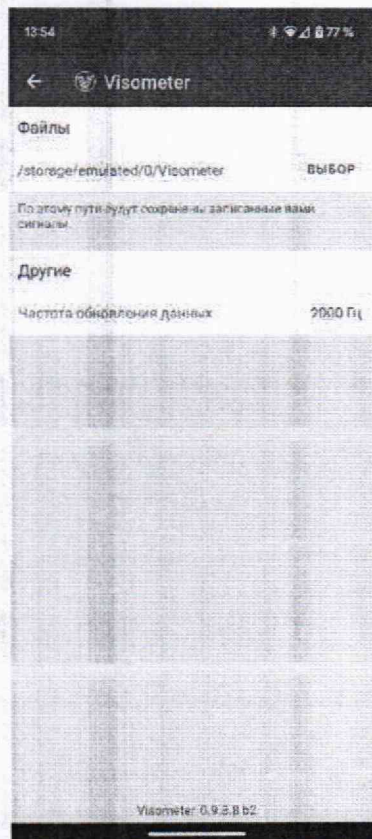 13:54
77 %
← Visometer
Файлы
/storage/emulated/0/Visometer ВЫБОР
По этому пути будут сохранены записанные вами
сигналы.
Другие
Частота обновления данных 2000 Гц
Visometer 0.9.3.8 b2